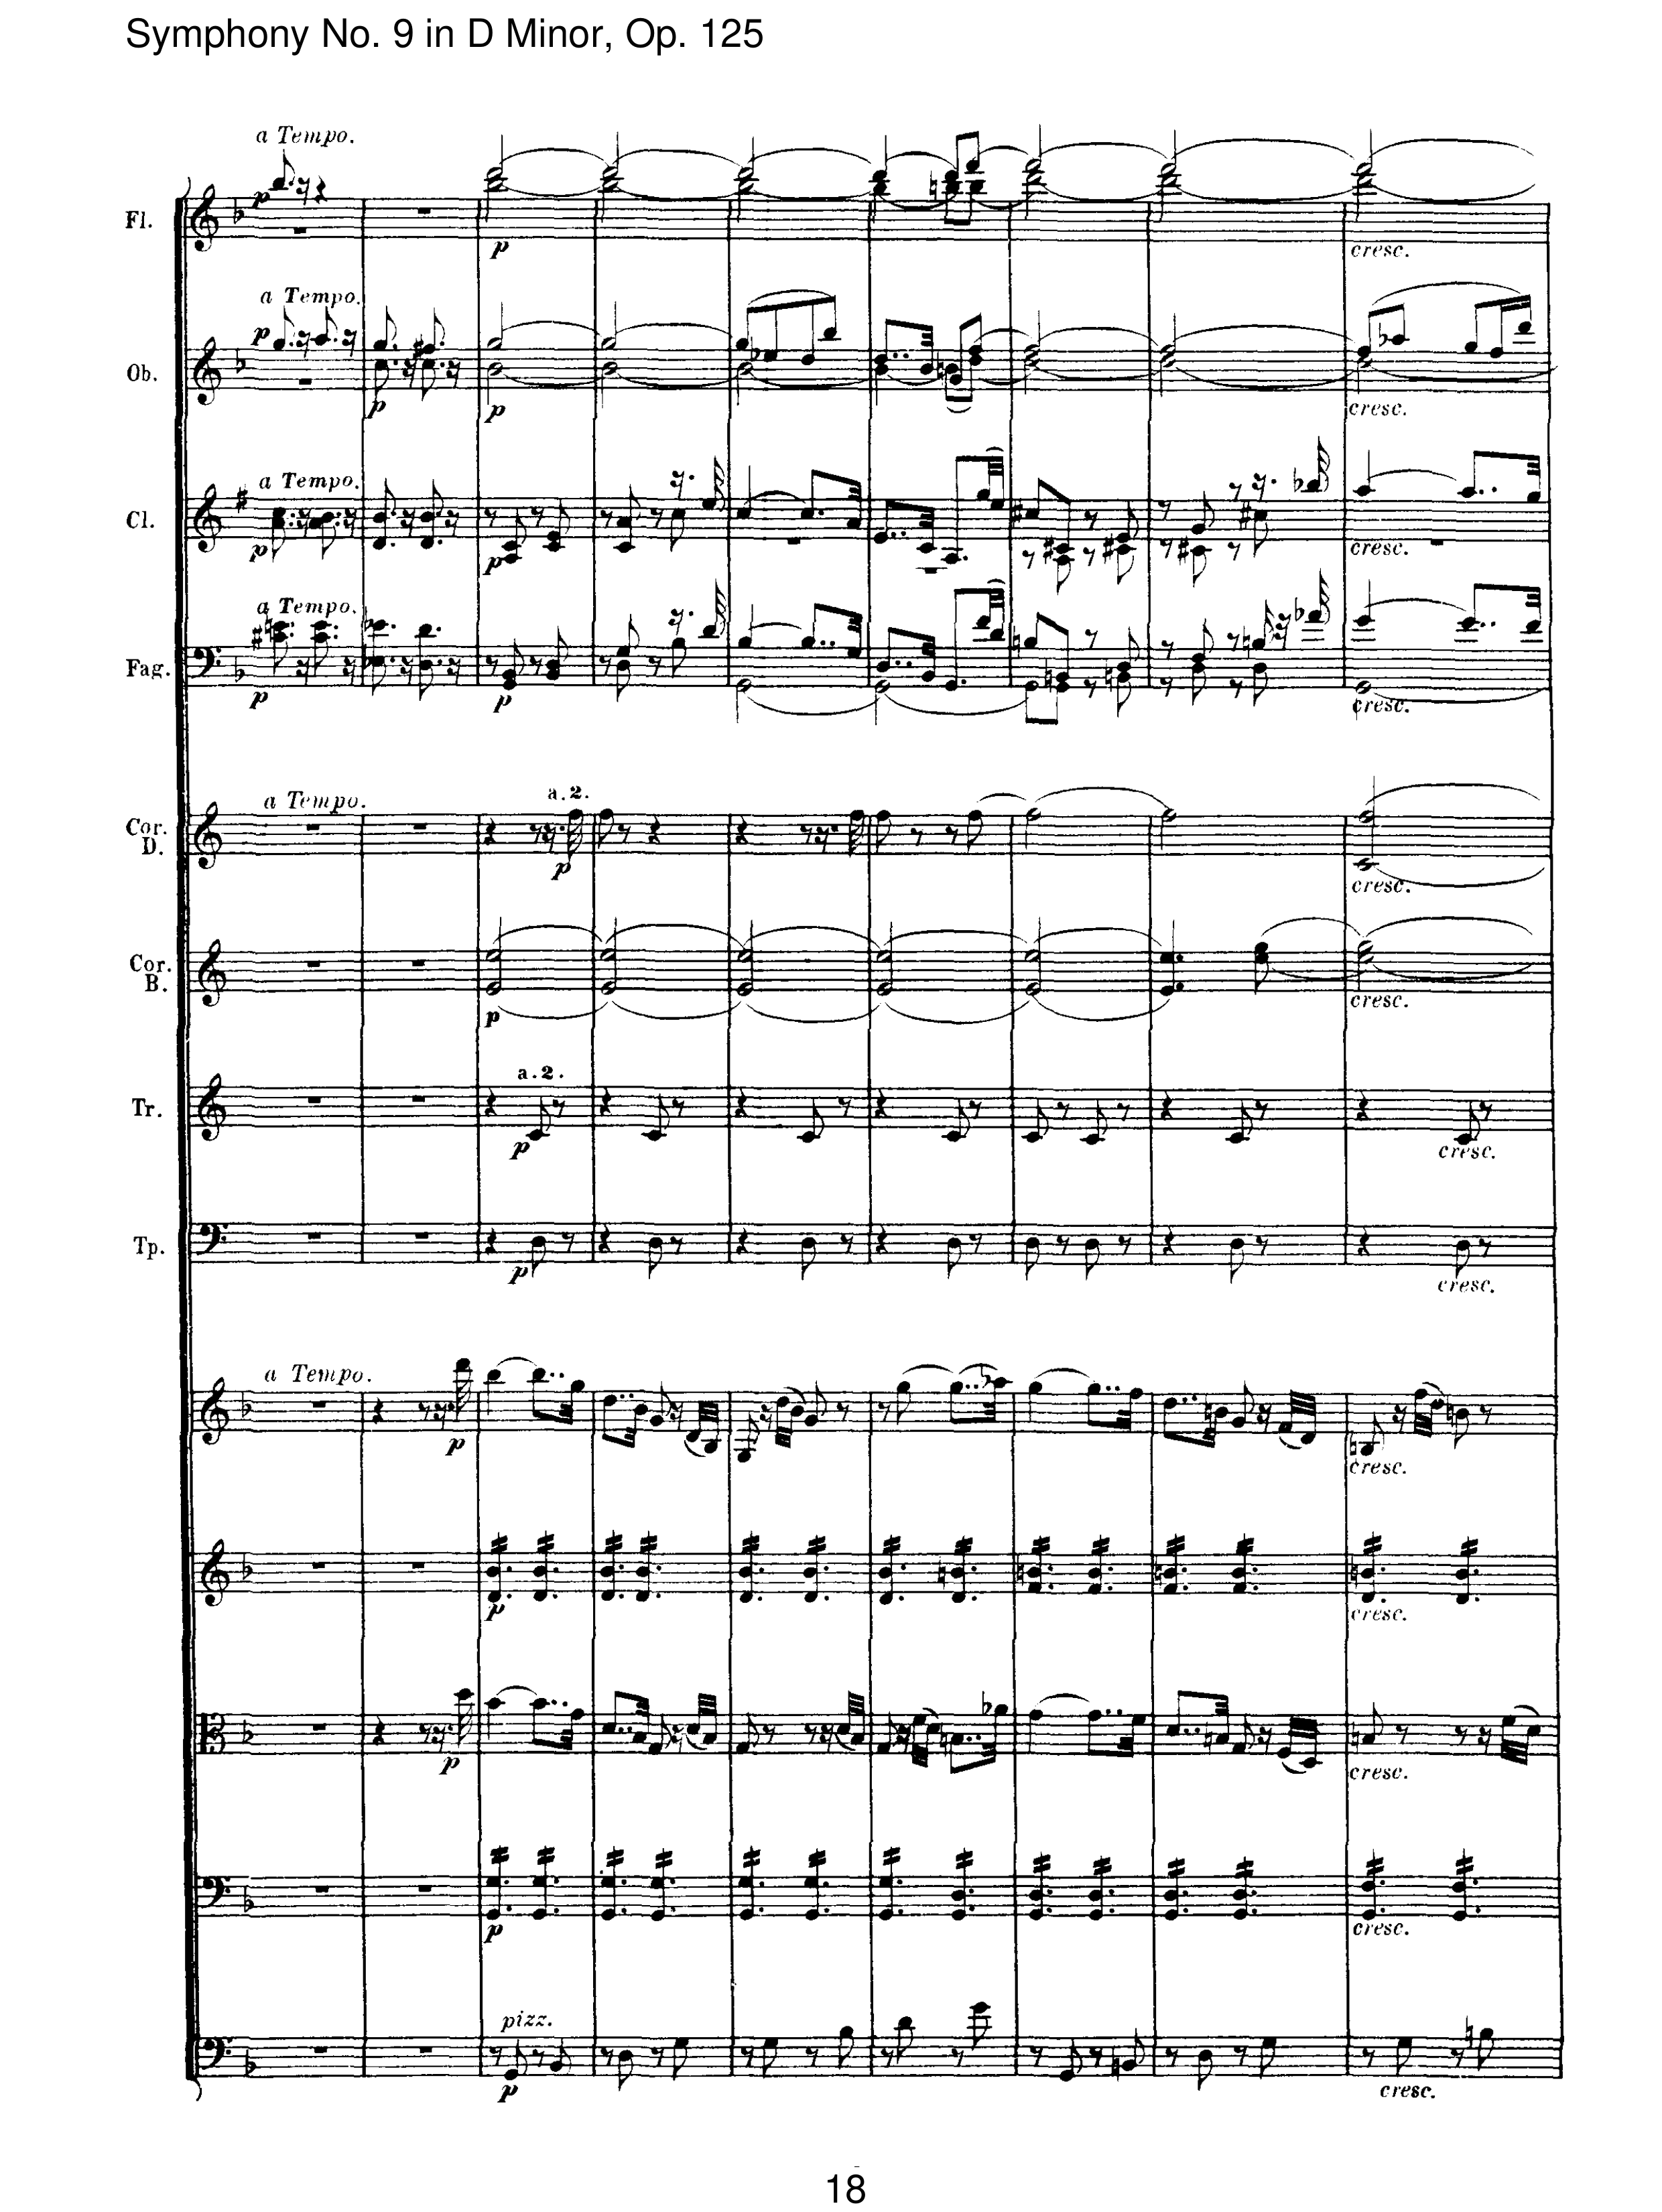 Symphony No. 9 in D Minor, Op. 125
a Tempo.
p
Fl.
p
cresc.
a Tempo.
p
Ob.
p
p
cresc.
a Tempo.
Cl.
p
p
cresc.
a Tempo.
Fag.
p
p
cresc.
a Tempo.
a.2.
Cor.
D.
p
cresc.
Cor.
B.
p
cresc.
a.2.
Tr.
p
cresc.
Tp.
p
cresc.
a Tempo.
p
cresc.
p
cresc.
p
cresc.
p
cresc.
pizz.
p
cresc.
18